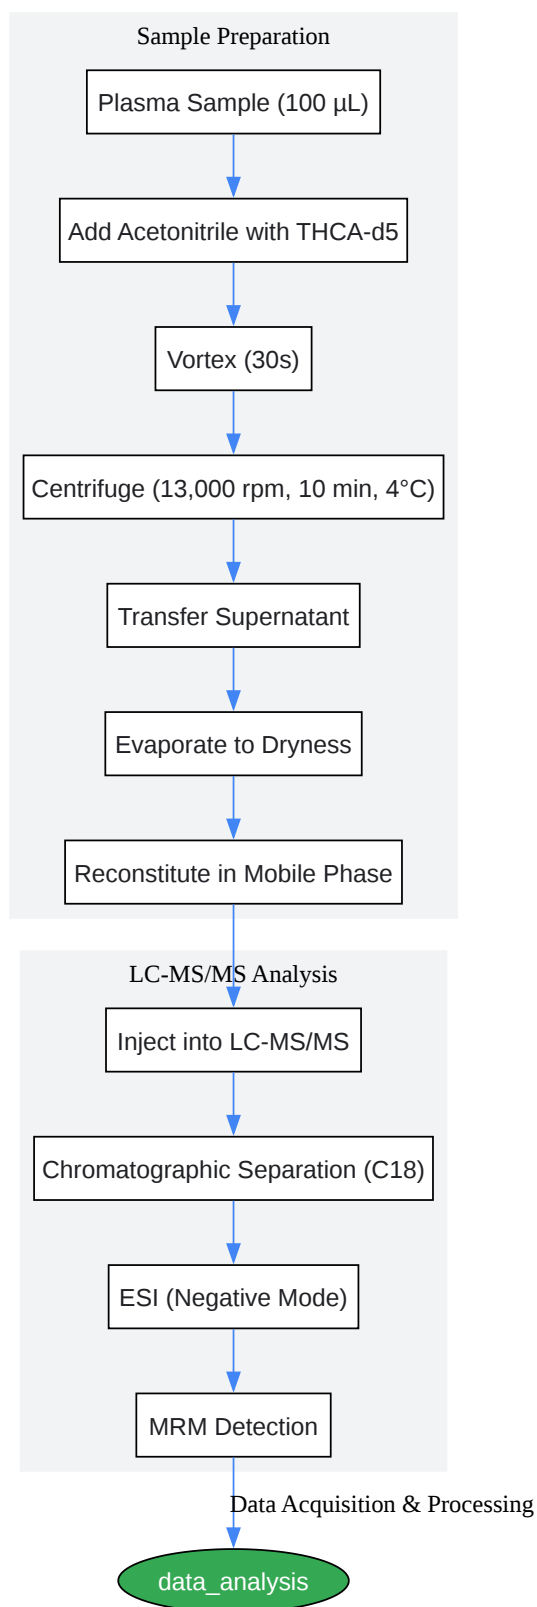 Sample Preparation
Plasma Sample (100 µL)
Add Acetonitrile with THCA-d5
Vortex (30s)
Centrifuge (13,000 rpm, 10 min, 4°C)
Transfer Supernatant
Evaporate to Dryness
Reconstitute in Mobile Phase
LC-MS/MS Analysis
Inject into LC-MS/MS
Chromatographic Separation (C18)
ESI (Negative Mode)
MRM Detection
Data Acquisition & Processing
data_analysis